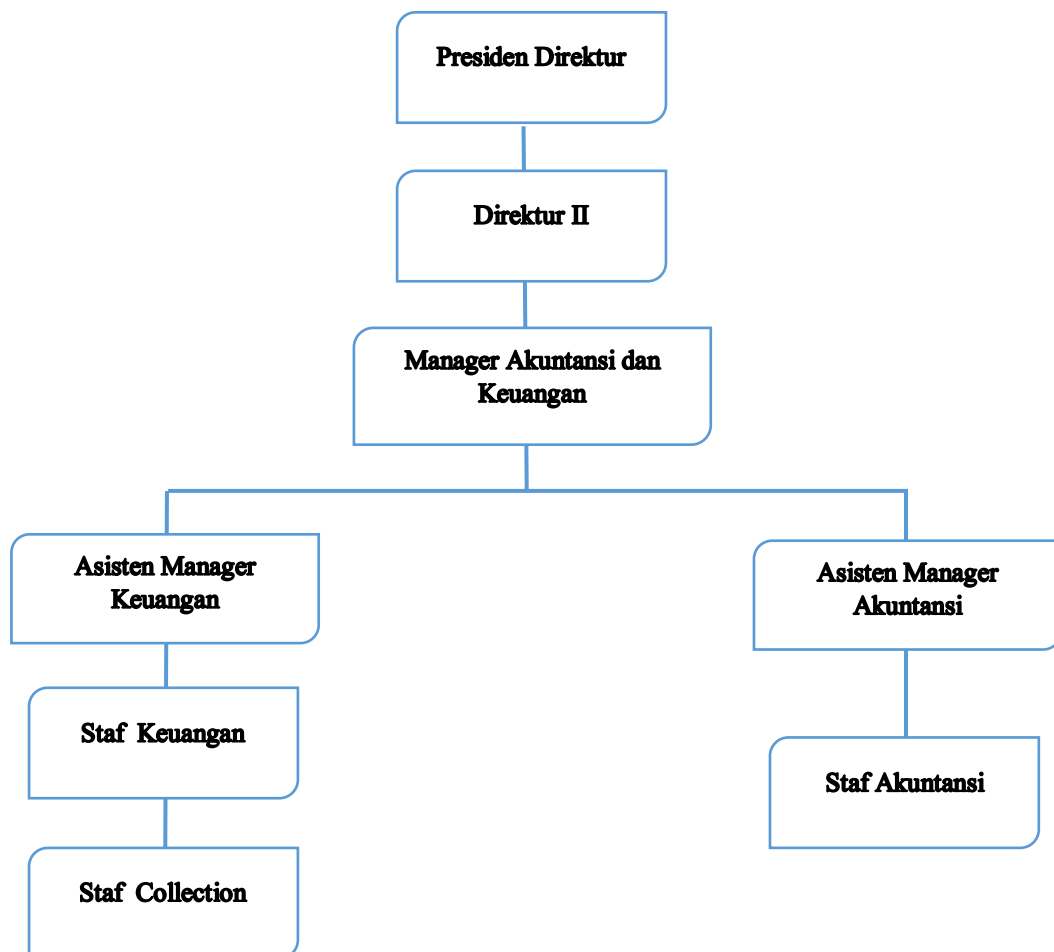 Presiden Direktur
Direktur II
Manager Akuntansi dan
Keuangan
Asisten Manager
Keuangan
Asisten Manager
Akuntansi
Staf Keuangan
Staf Akuntansi
Staf Collection